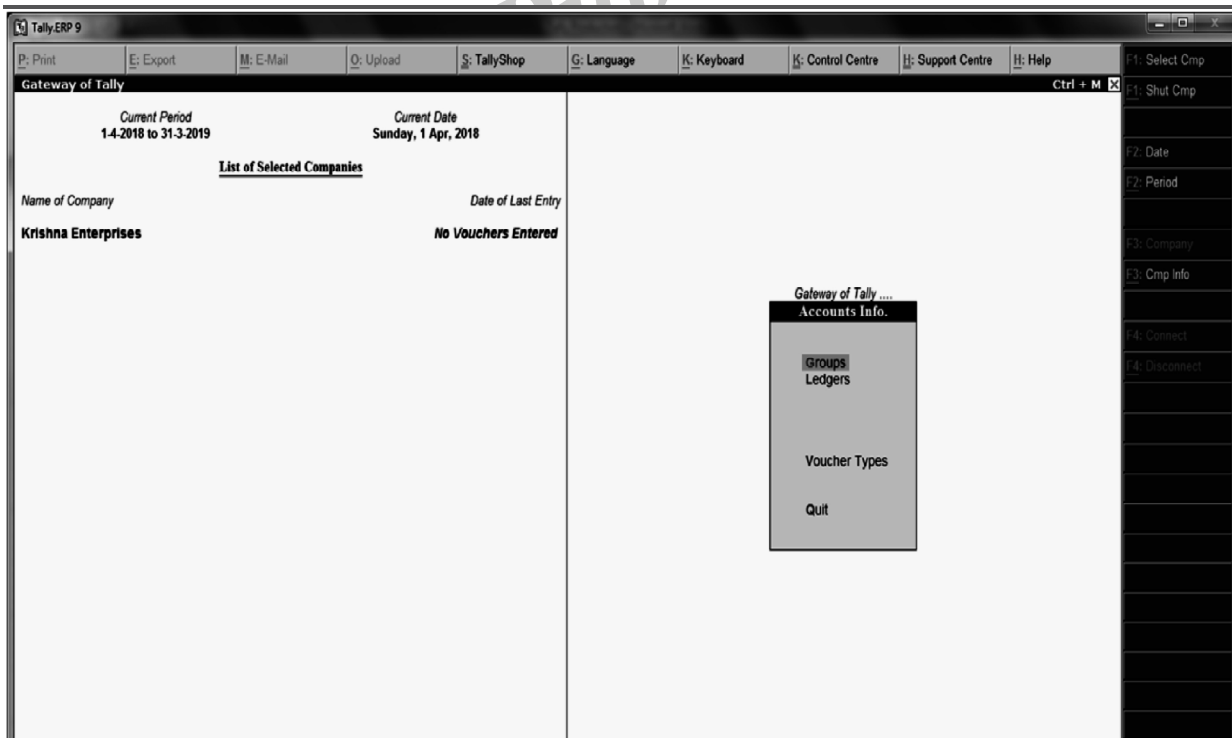 Tally.ERP 9
P: Print E: Export M: E-Mail O: Upload S: TallyShop G: Language K: Keyboard K: Control Centre H: Support Centre H: Help
Gateway of Tally Ctrl + M X
Current Period Current Date
1-4-2018 to 31-3-2019 Sunday, 1 Apr, 2018
List of Selected Companies
Name of Company Date of Last Entry
Krishna Enterprises No Vouchers Entered
Gateway of Tally ....
Accounts Info.
Groups
Ledgers
Voucher Types
Quit
F1: Select Cmp
F1: Shut Cmp
F2: Date
F2: Period
F3: Company
F3: Cmp Info
F4: Connect
F4: Disconnect